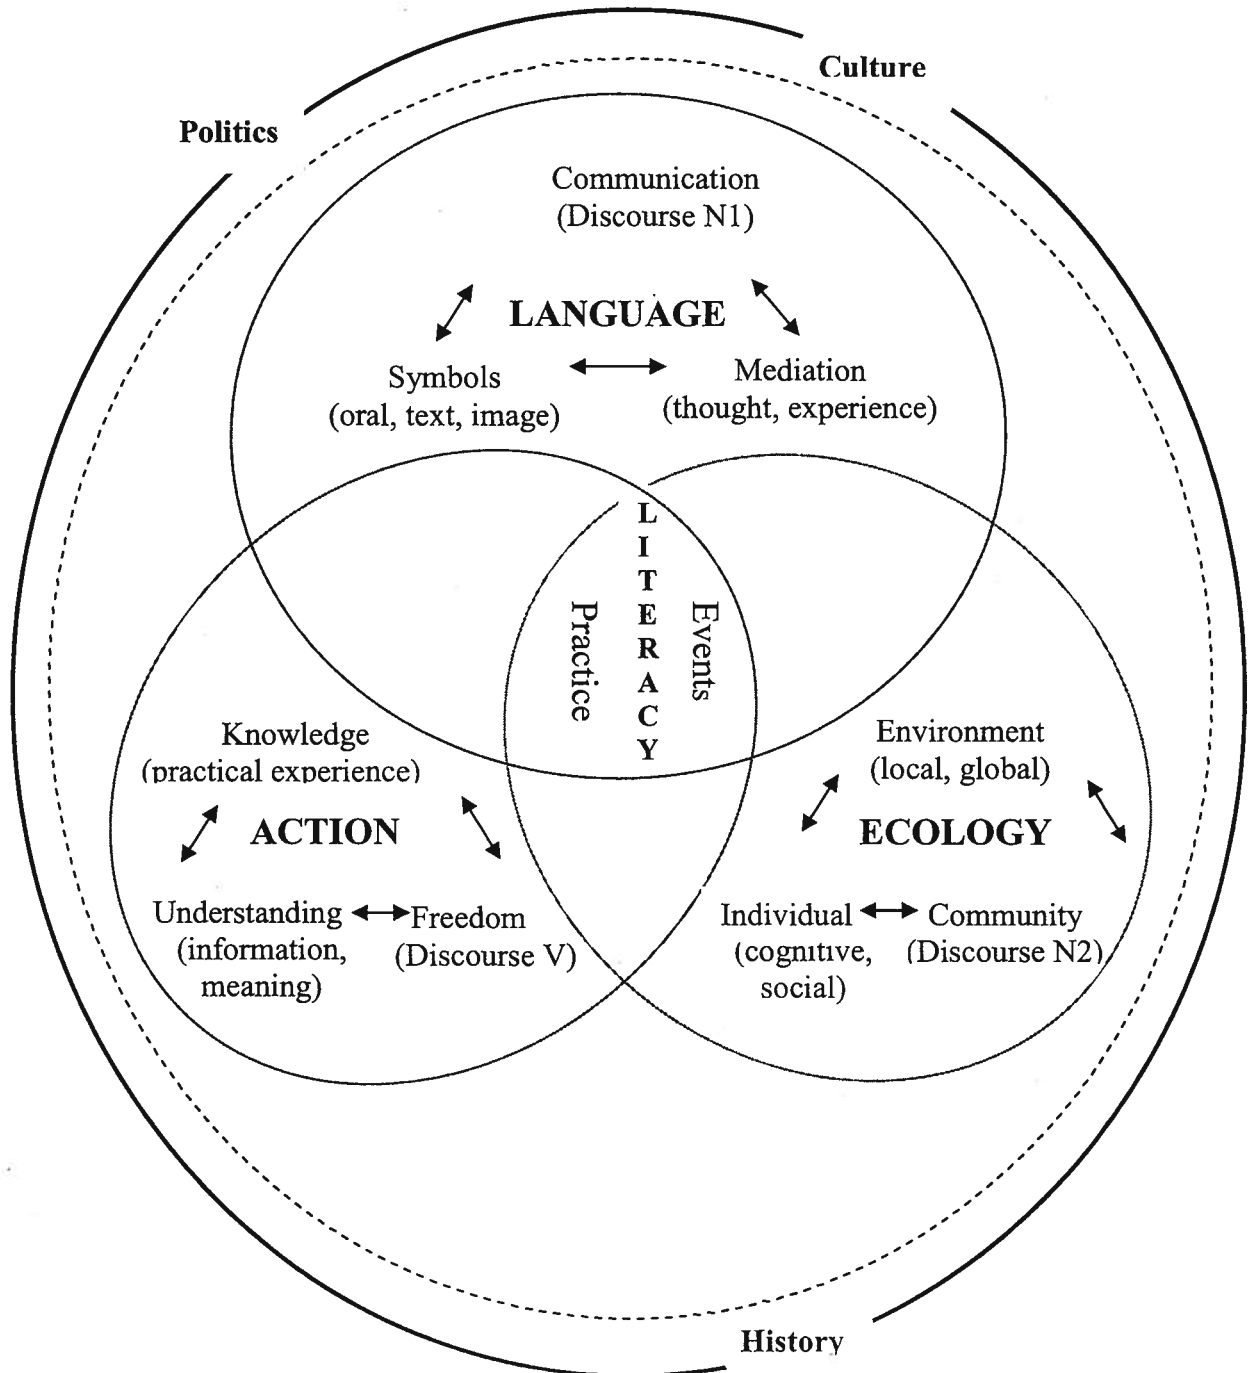 Culture
Politics
Communication
(Discourse N1)
LANGUAGE
Symbols
(oral, text, image)
Mediation
(thought, experience)
LITERACY
Practice
Events
Knowledge
(practical experience)
ACTION
Understanding
(information,
meaning)
Freedom
(Discourse V)
Environment
(local, global)
ECOLOGY
Individual
(cognitive,
social)
Community
(Discourse N2)
History